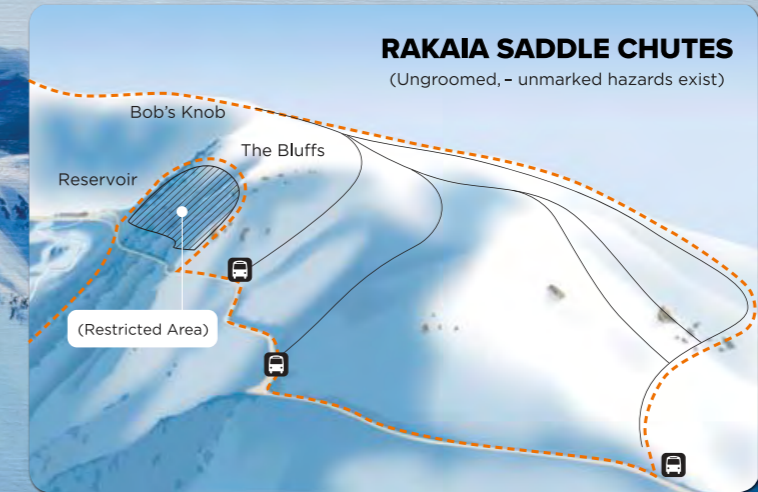 RAKAIA SADDLE CHUTES
(Ungroomed, – unmarked hazards exist)
Bob's Knob
The Bluffs
Reservoir
(Restricted Area)